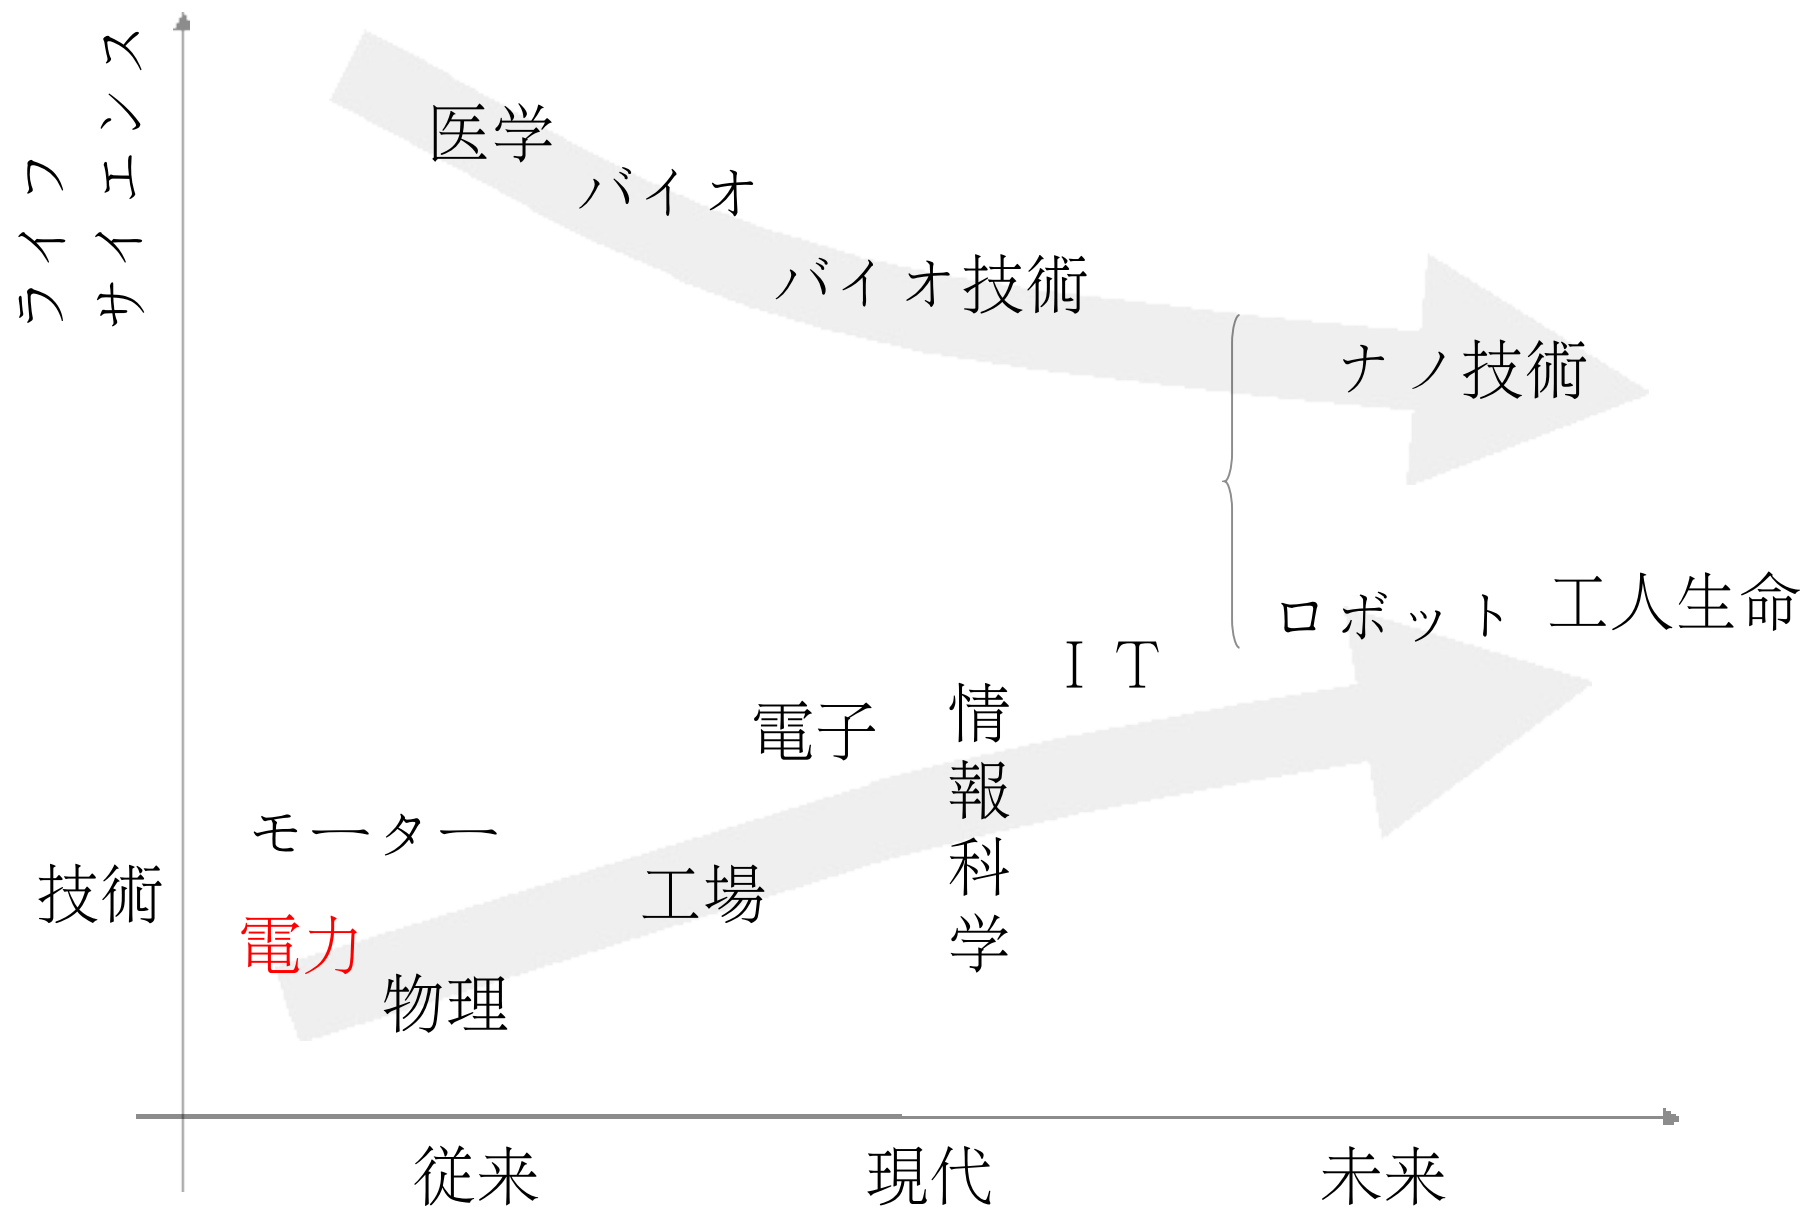 ライフ
サイエンス
医学
バイオ
バイオ技術
ナノ技術
ロボット
工人生命
IT
電子
情報科学
モーター
工場
技術
電力
物理
従来
現代
未来